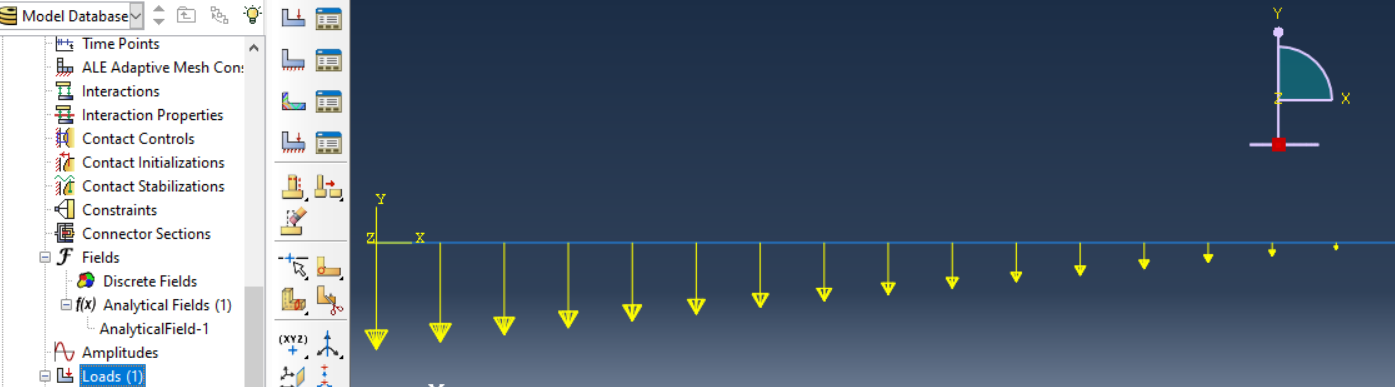 Model Database
Time Points
ALE Adaptive Mesh Cons
Interactions
Interaction Properties
Contact Controls
Contact Initializations
Contact Stabilizations
Constraints
Connector Sections
F Fields
Discrete Fields
f(x) Analytical Fields (1)
AnalyticalField-1
Amplitudes
Loads (1)
(XYZ)
Y
Z X
Y
Z X